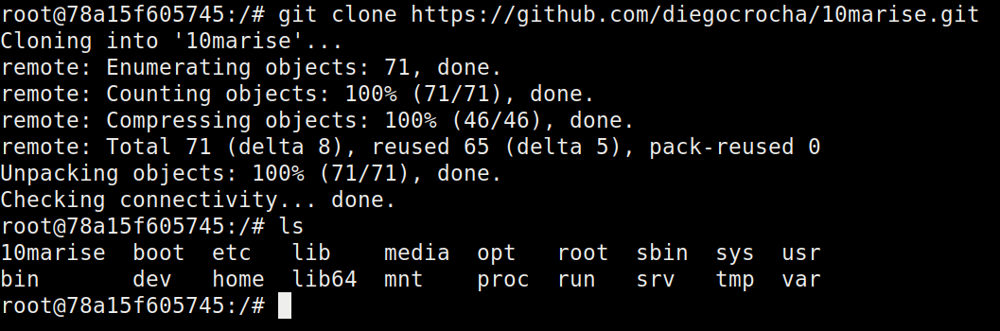 root@78a15f605745:/# git clone https://github.com/diegocrocha/10marise.git
Cloning into '10marise'...
remote: Enumerating objects: 71, done.
remote: Counting objects: 100% (71/71), done.
remote: Compressing objects: 100% (46/46), done.
remote: Total 71 (delta 8), reused 65 (delta 5), pack-reused 0
Unpacking objects: 100% (71/71), done.
Checking connectivity... done.
root@78a15f605745:/# ls
10marise  boot  etc   lib    media  opt   root  sbin  sys  usr
bin       dev   home  lib64  mnt    proc  run   srv   tmp  var
root@78a15f605745:/#